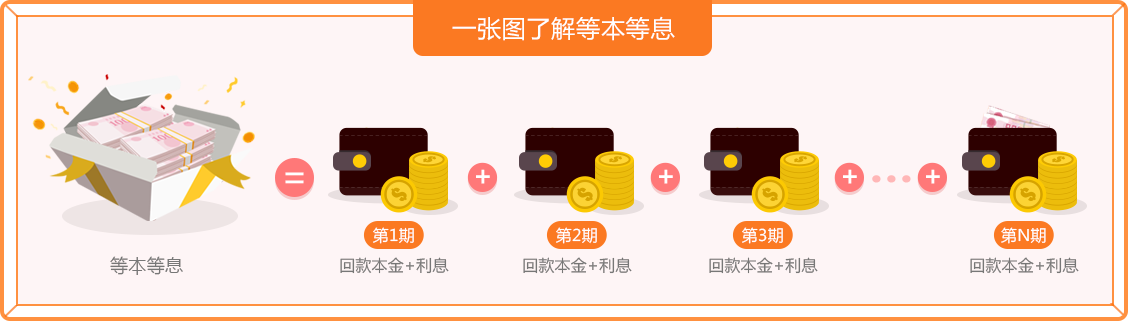 一张图了解等本等息
第1期
第2期
第3期
第N期
等本等息
回款本金+利息
回款本金+利息
回款本金+利息
回款本金+利息